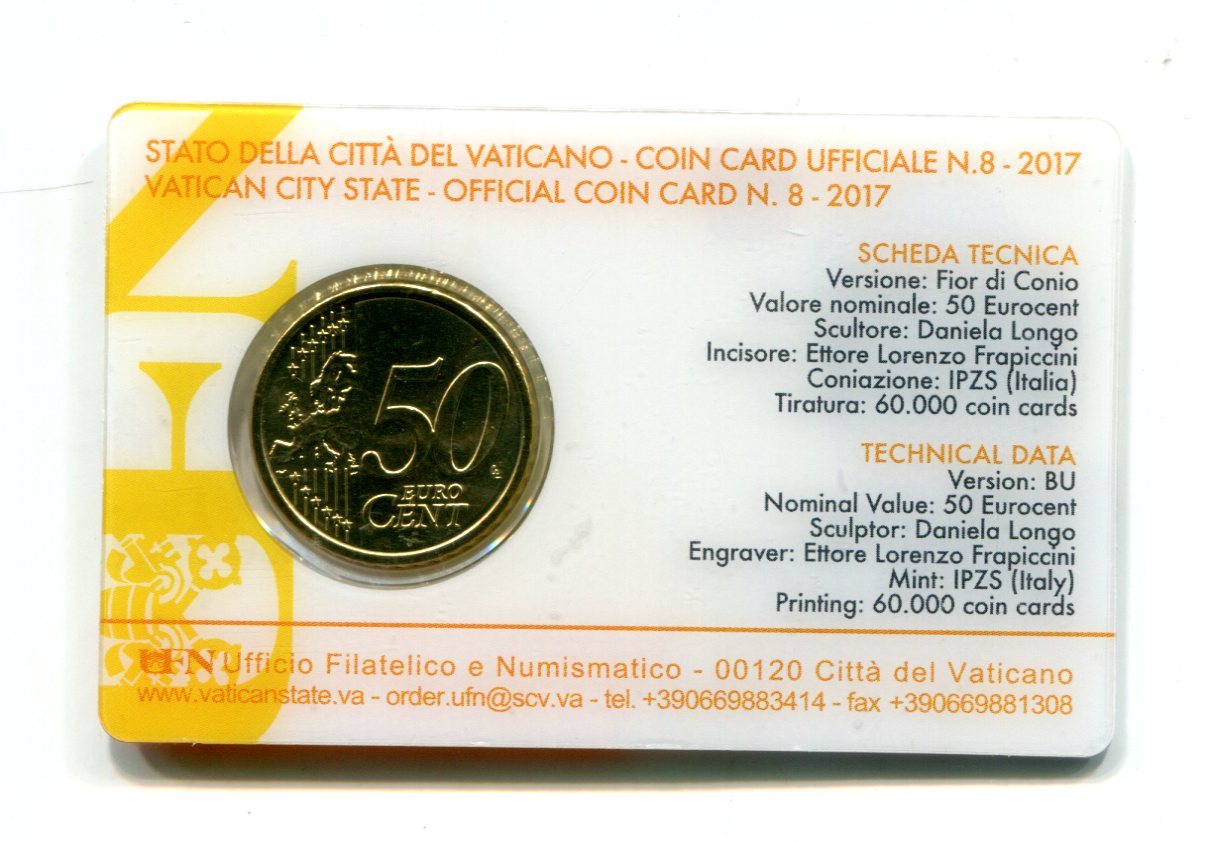 STATO DELLA CITTÀ DEL VATICANO - COIN CARD UFFICIALE N.8 - 2017
VATICAN CITY STATE - OFFICIAL COIN CARD N. 8 - 2017
SCHEDA TECNICA
Versione: Fior di Conio
Valore nominale: 50 Eurocent
Scultore: Daniela Longo
Incisore: Ettore Lorenzo Frapiccini
Coniazione: IPZS (Italia)
Tiratura: 60.000 coin cards
50
EURO
CENT
TECHNICAL DATA
Version: BU
Nominal Value: 50 Eurocent
Sculptor: Daniela Longo
Engraver: Ettore Lorenzo Frapiccini
Mint: IPZS (Italy)
Printing: 60.000 coin cards
UFN Ufficio Filatelico e Numismatico - 00120 Città del Vaticano
www.vaticanstate.va - order.ufn@scv.va - tel. +390669883414 - fax +390669881308